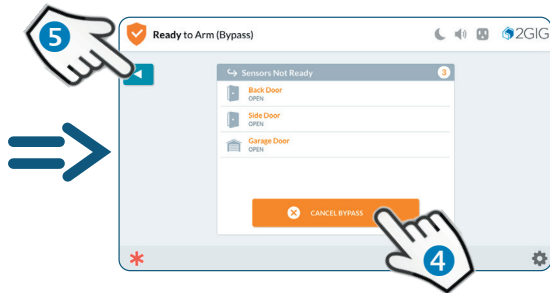 5
Ready to Arm (Bypass)
2GIG
Sensors Not Ready
3
Back Door
OPEN
Side Door
OPEN
Garage Door
OPEN
CANCEL BYPASS
4